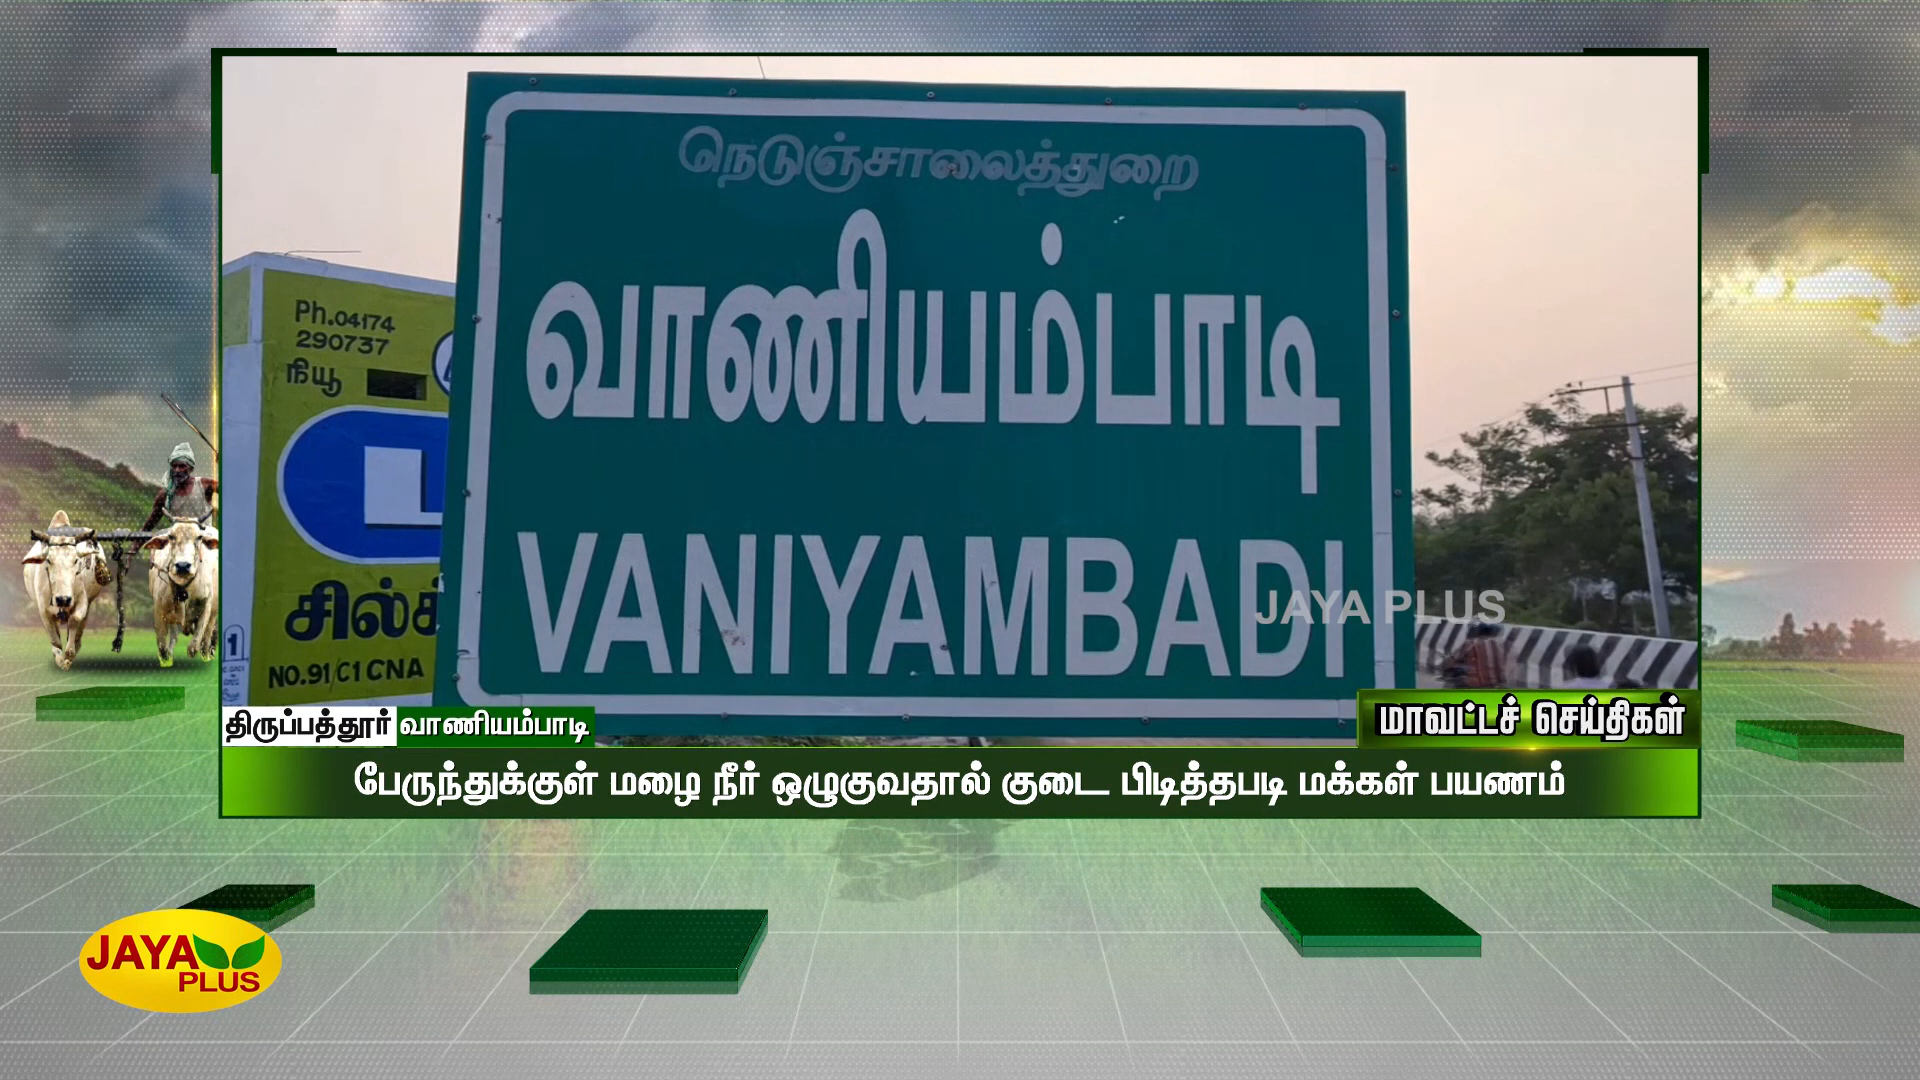 நெடுஞ்சாலைத்துறை
வாணியம்பாடி
VANIYAMBADI
Ph.04174
290737
நியூ
சில்க்
1
NO.91/C1 CNA
JAYA PLUS
திருப்பத்தூர் வாணியம்பாடி
மாவட்டச் செய்திகள்
பேருந்துக்குள் மழை நீர் ஒழுகுவதால் குடை பிடித்தபடி மக்கள் பயணம்
JAYA
PLUS